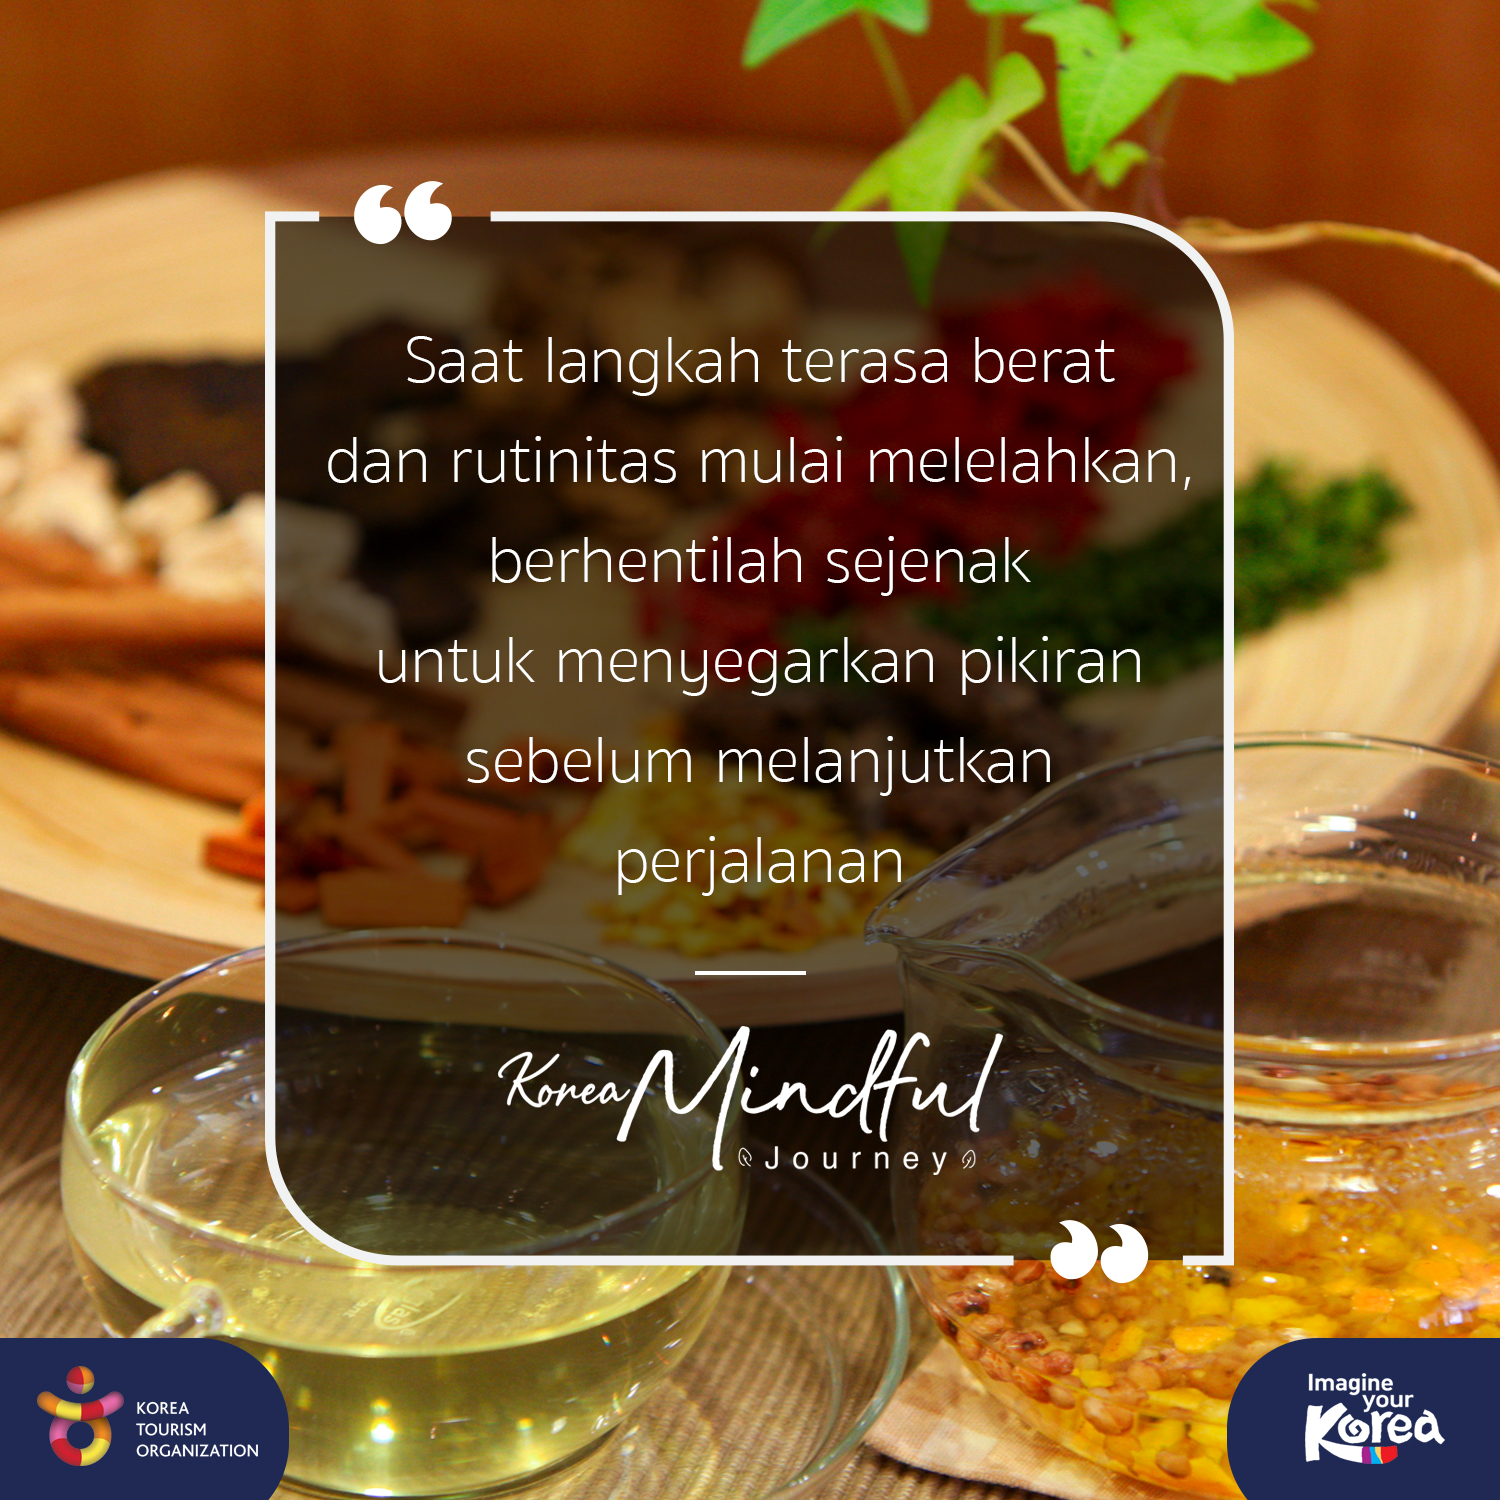 Saat langkah terasa berat
dan rutinitas mulai melelahkan,
berhentilah sejenak
untuk menyegarkan pikiran
sebelum melanjutkan
perjalanan
Korea Mindful
Journey
KOREA
TOURISM
ORGANIZATION
Imagine
your
Korea